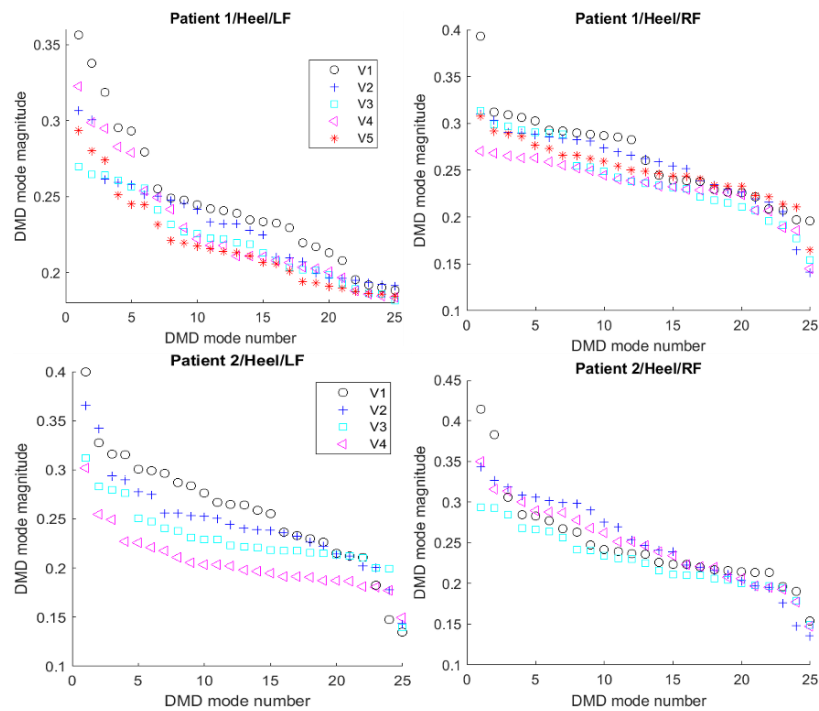 Patient 1/Heel/LF
0.35
0.3
0.25
0.2
DMD mode magnitude
0 5 10 15 20 25
DMD mode number
V1
V2
V3
V4
V5
Patient 1/Heel/RF
0.4
0.35
0.3
0.25
0.2
0.15
0.1
DMD mode magnitude
0 5 10 15 20 25
DMD mode number
Patient 2/Heel/LF
0.4
0.35
0.3
0.25
0.2
0.15
0.1
DMD mode magnitude
0 5 10 15 20 25
DMD mode number
V1
V2
V3
V4
Patient 2/Heel/RF
0.45
0.4
0.35
0.3
0.25
0.2
0.15
0.1
DMD mode magnitude
0 5 10 15 20 25
DMD mode number